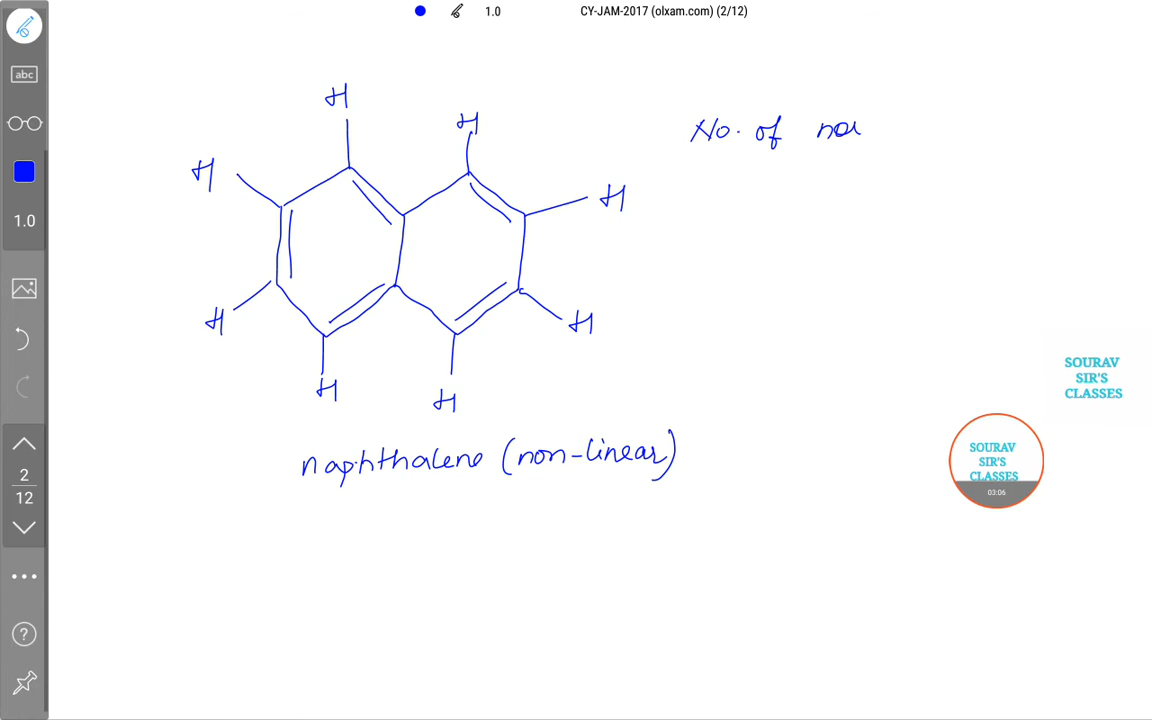 1.0 CY-JAM-2017 (olxam.com) (2/12)
abc
1.0
2
12
H
H
H
H
H
H
H
H
No. of nor
naphthalene (non-linear)
SOURAV
SIR'S
CLASSES
SOURAV
SIR'S
CLASSES
03:06